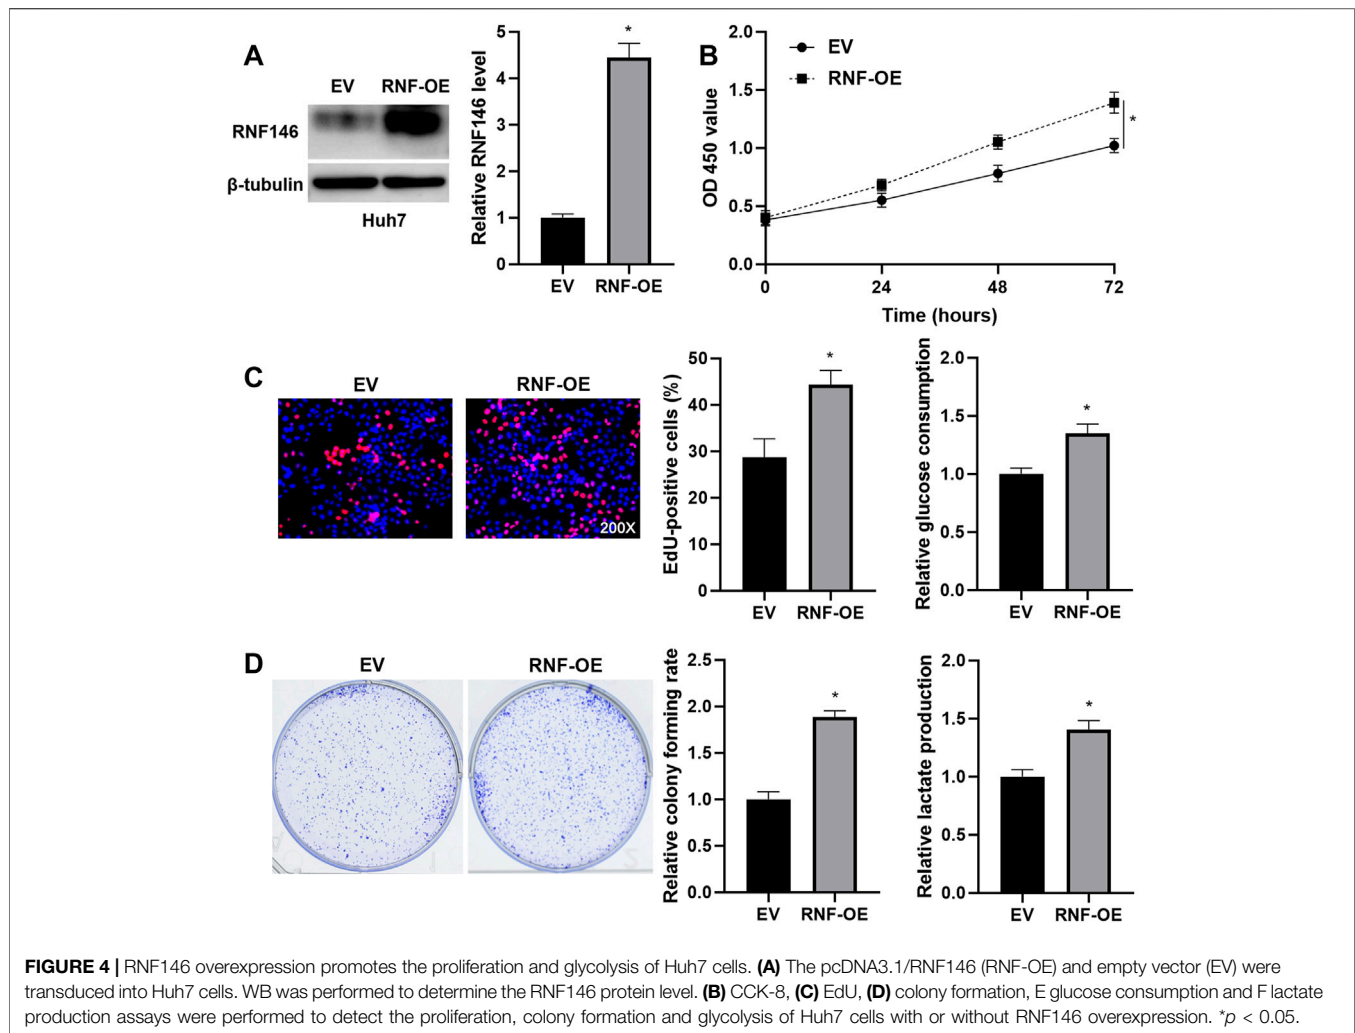 A
EV RNF-OE
RNF146
β-tubulin
Huh7
Relative RNF146 level
5
4
3
2
1
0
*
EV RNF-OE
B
EV
RNF-OE
OD 450 value
2.0
1.5
1.0
0.5
0.0
*
0 24 48 72
Time (hours)
C
EV RNF-OE
200X
EdU-positive cells (%)
50
40
30
20
10
0
*
EV RNF-OE
Relative glucose consumption
2.0
1.5
1.0
0.5
0.0
*
EV RNF-OE
D
EV RNF-OE
Relative colony forming rate
2.5
2.0
1.5
1.0
0.5
0.0
*
EV RNF-OE
Relative lactate production
2.0
1.5
1.0
0.5
0.0
*
EV RNF-OE
FIGURE 4 | RNF146 overexpression promotes the proliferation and glycolysis of Huh7 cells. (A) The pcDNA3.1/RNF146 (RNF-OE) and empty vector (EV) were
transduced into Huh7 cells. WB was performed to determine the RNF146 protein level. (B) CCK-8, (C) EdU, (D) colony formation, E glucose consumption and F lactate
production assays were performed to detect the proliferation, colony formation and glycolysis of Huh7 cells with or without RNF146 overexpression. *p < 0.05.